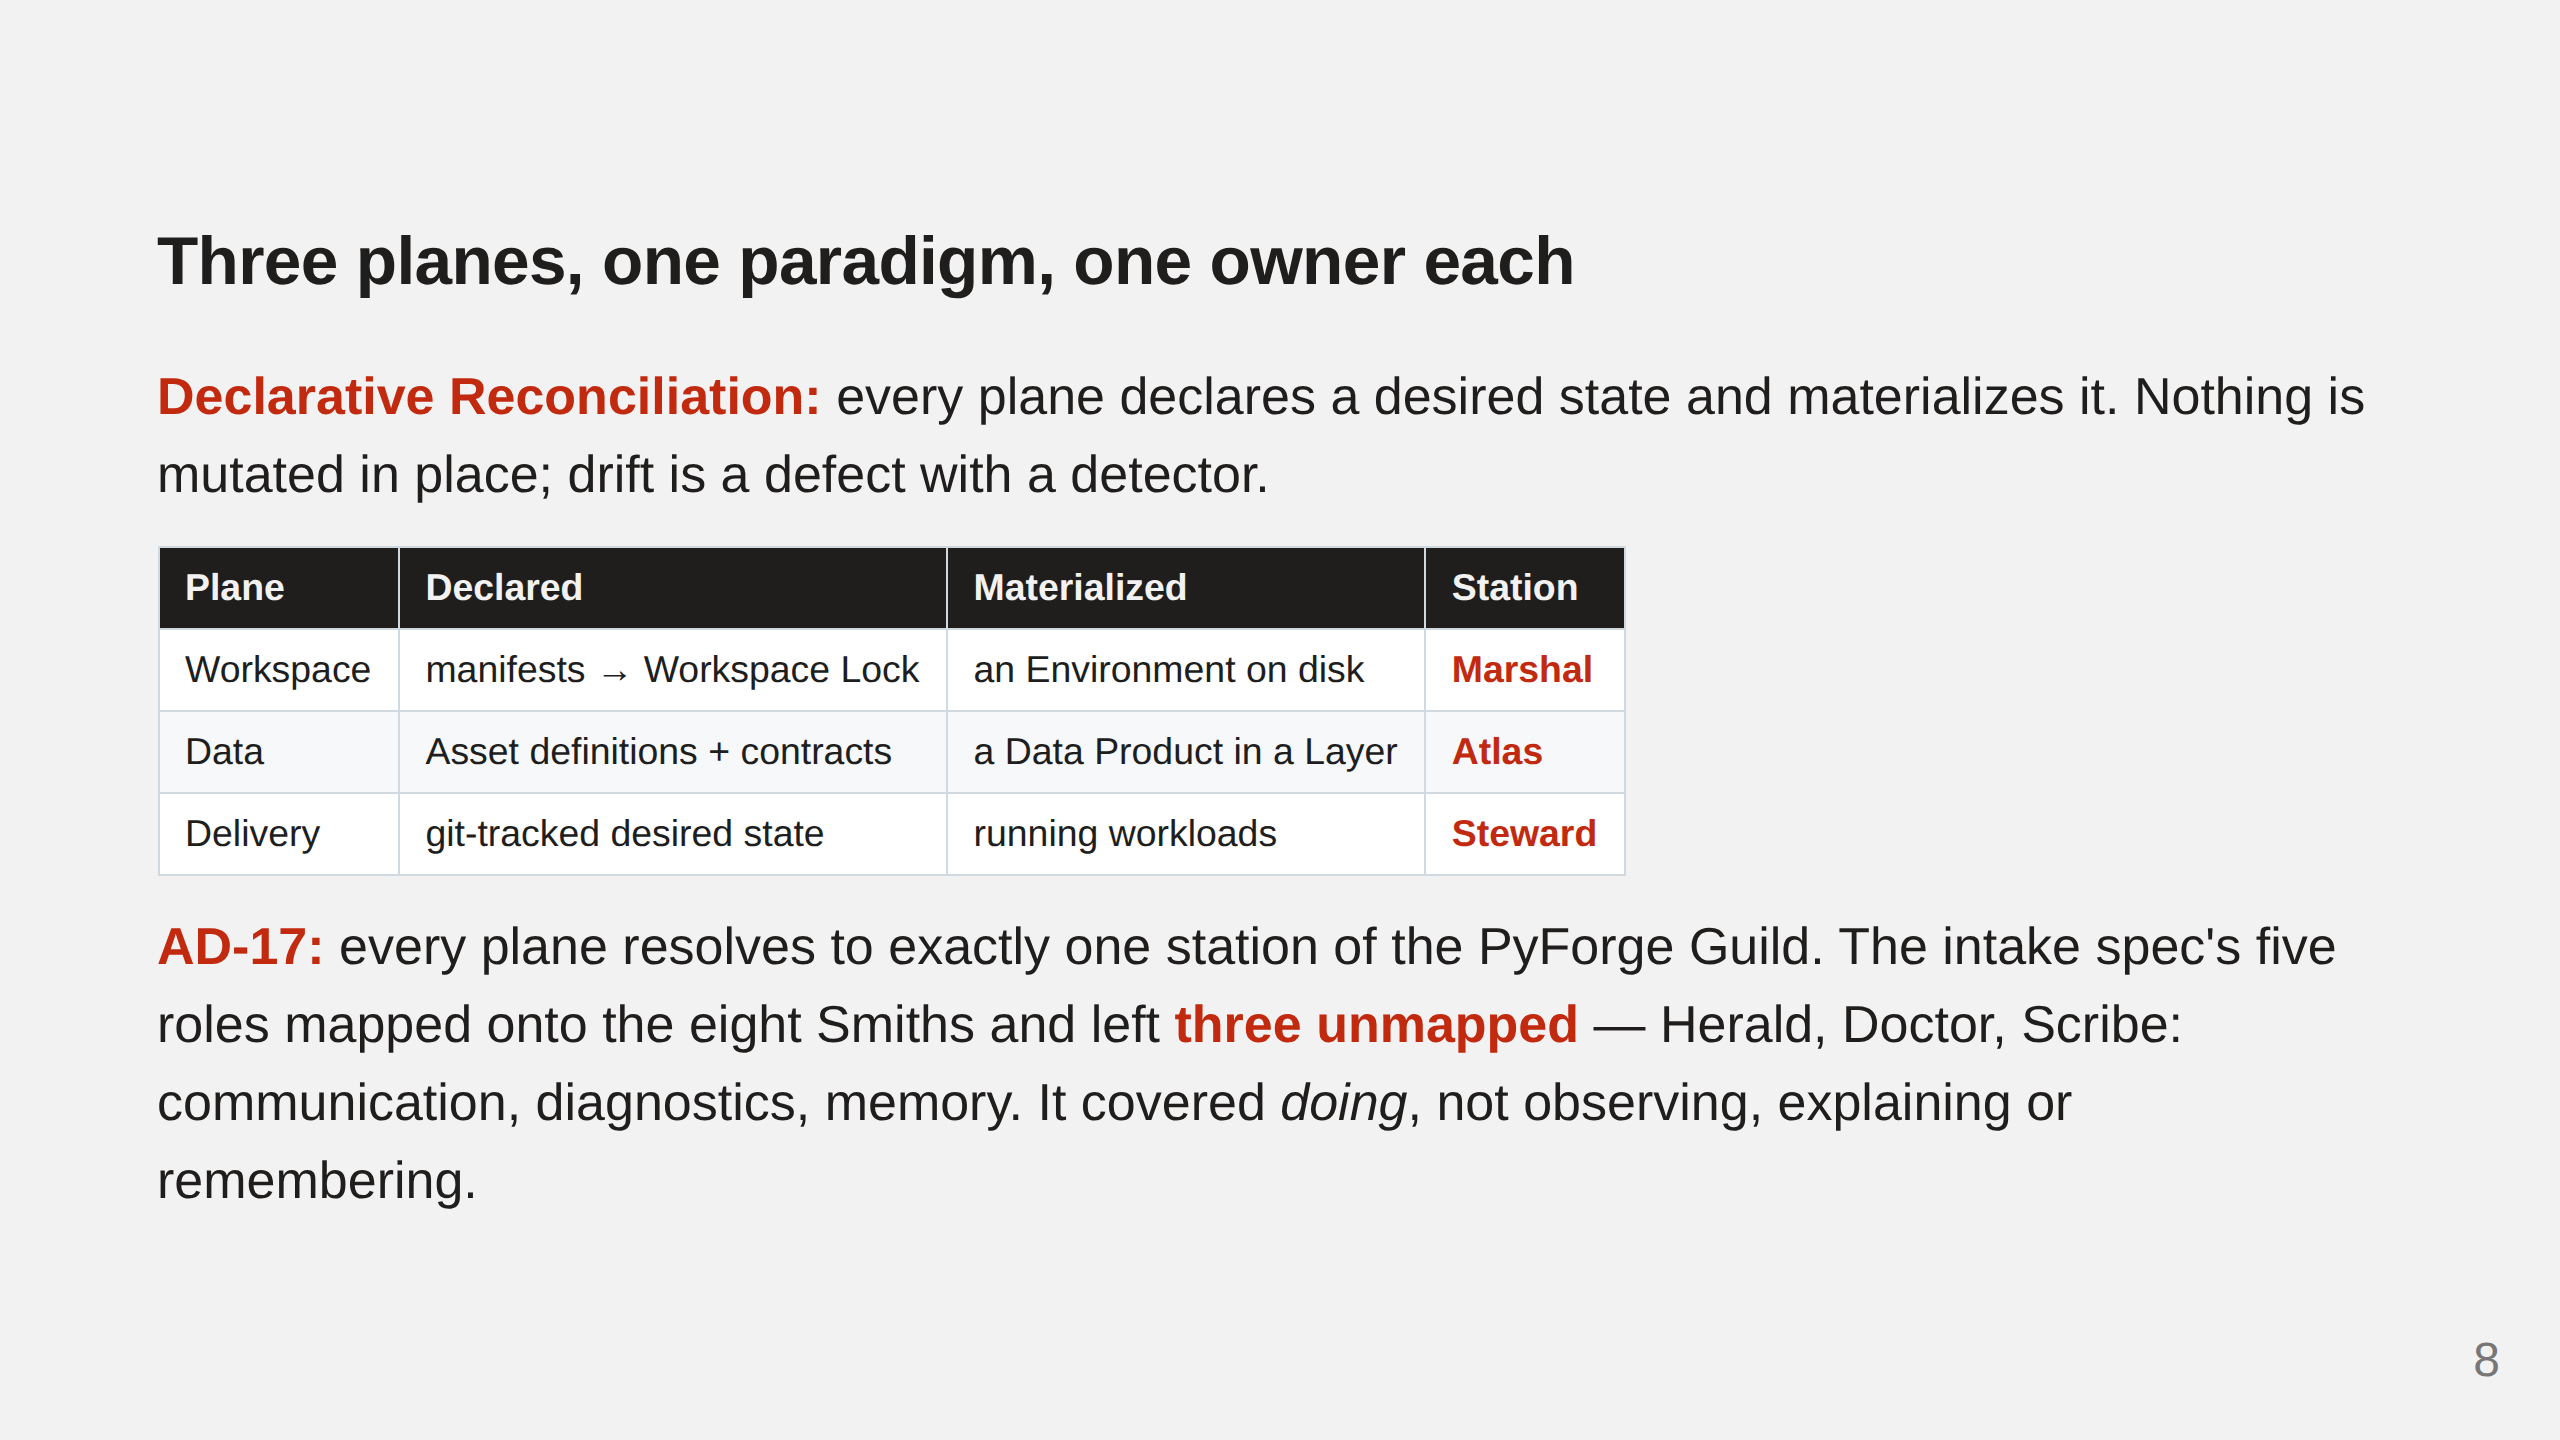 Three planes, one paradigm, one owner each
Declarative Reconciliation: every plane declares a desired state and materializes it. Nothing is
mutated in place; drift is a defect with a detector.
Plane Declared Materialized Station
Workspace manifests → Workspace Lock an Environment on disk Marshal
Data Asset definitions + contracts a Data Product in a Layer Atlas
Delivery git-tracked desired state running workloads Steward
AD-17: every plane resolves to exactly one station of the PyForge Guild. The intake spec's five
roles mapped onto the eight Smiths and left three unmapped — Herald, Doctor, Scribe:
communication, diagnostics, memory. It covered doing, not observing, explaining or
remembering.
8